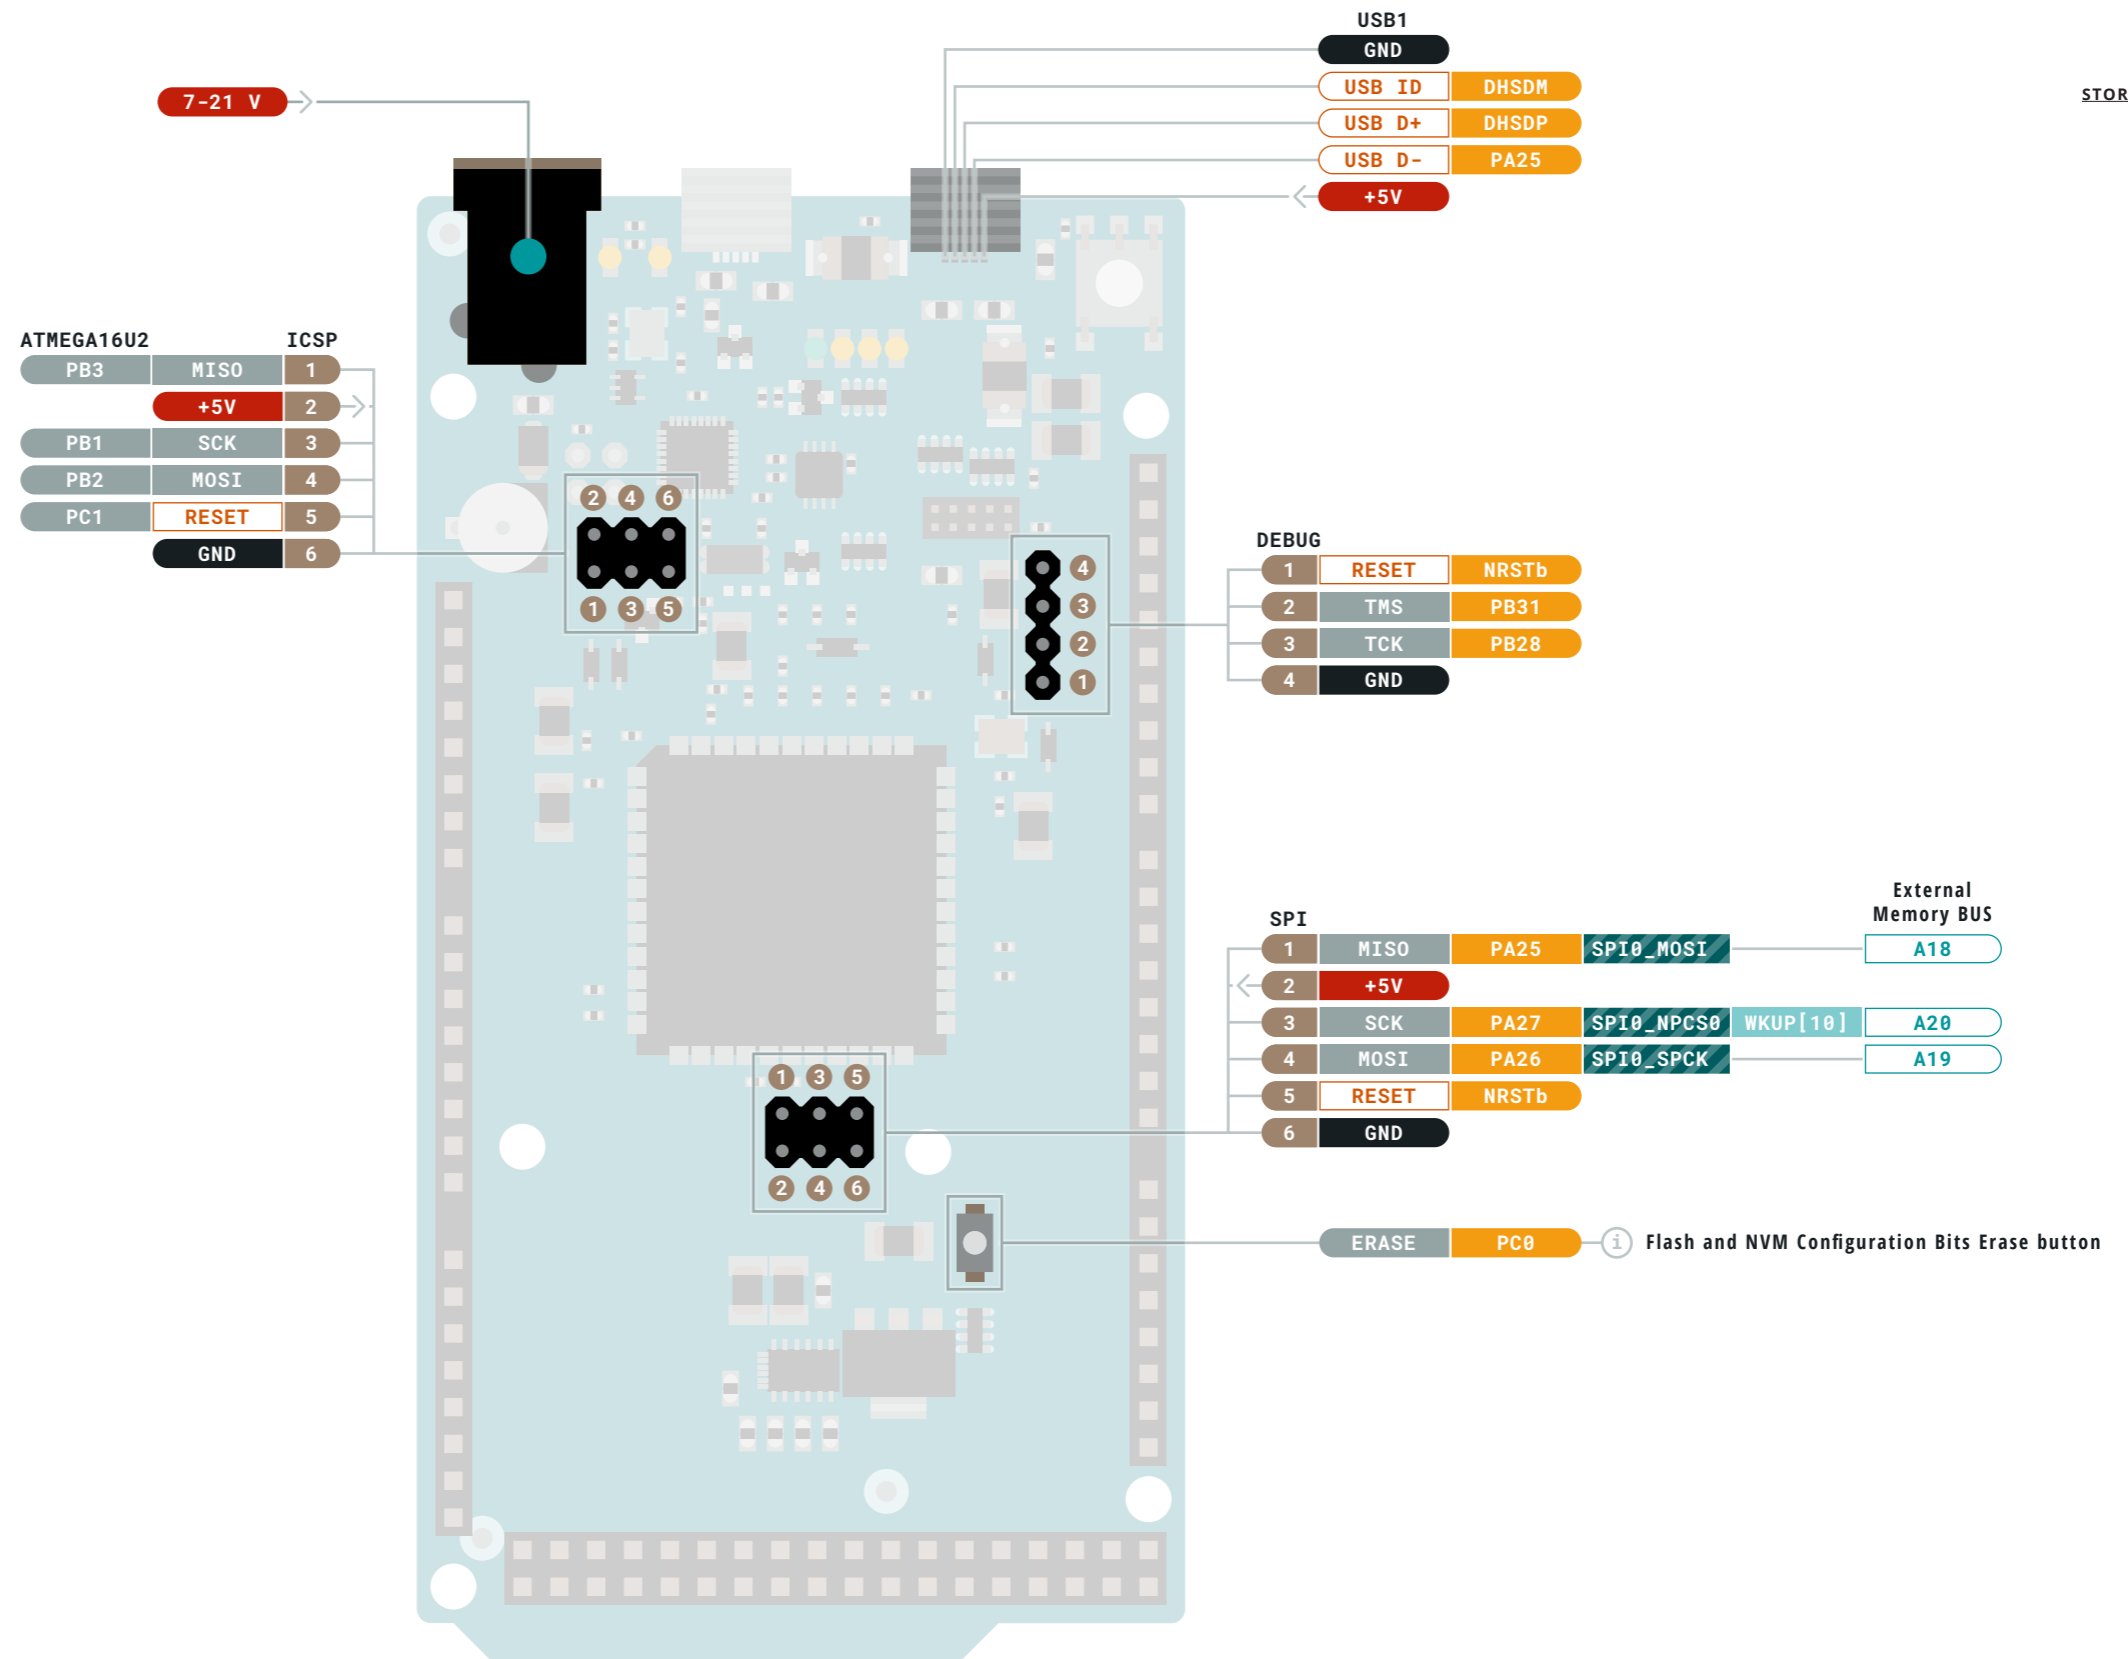 USB1
GND
USB ID DHSDM
USB D+ DHSDP
USB D- PA25
+5V
STOR
7-21 V
ATMEGA16U2 ICSP
PB3 MISO 1
+5V 2
PB1 SCK 3
PB2 MOSI 4
PC1 RESET 5
GND 6
2 4 6
1 3 5
4
3
2
1
DEBUG
1 RESET NRSTb
2 TMS PB31
3 TCK PB28
4 GND
External
Memory BUS
SPI
1 MISO PA25 SPI0_MOSI A18
2 +5V
3 SCK PA27 SPI0_NPCS0 WKUP[10] A20
4 MOSI PA26 SPI0_SPCK A19
5 RESET NRSTb
6 GND
1 3 5
2 4 6
ERASE PC0 i Flash and NVM Configuration Bits Erase button